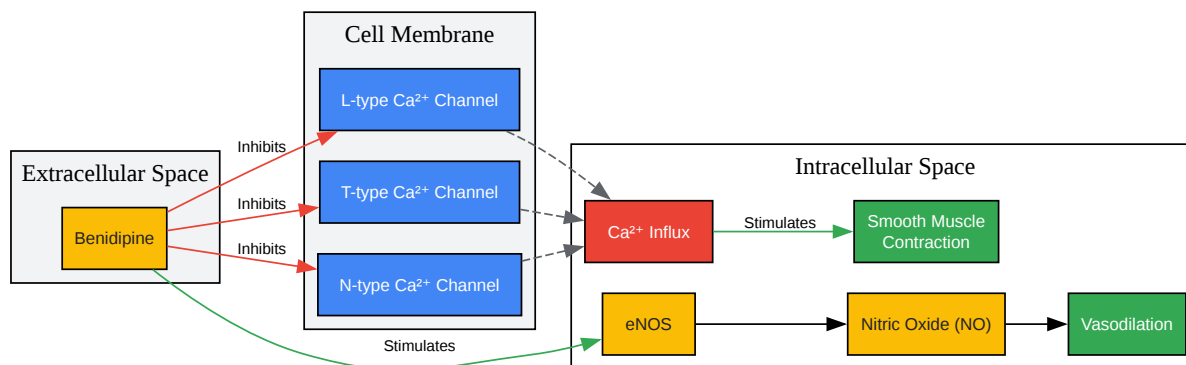 Cell Membrane
L-type Ca²⁺ Channel
Inhibits
Extracellular Space
Intracellular Space
T-type Ca²⁺ Channel
Inhibits
Benidipine
Ca²⁺ Influx
Stimulates
Smooth Muscle
Contraction
Inhibits
N-type Ca²⁺ Channel
eNOS
Nitric Oxide (NO)
Vasodilation
Stimulates